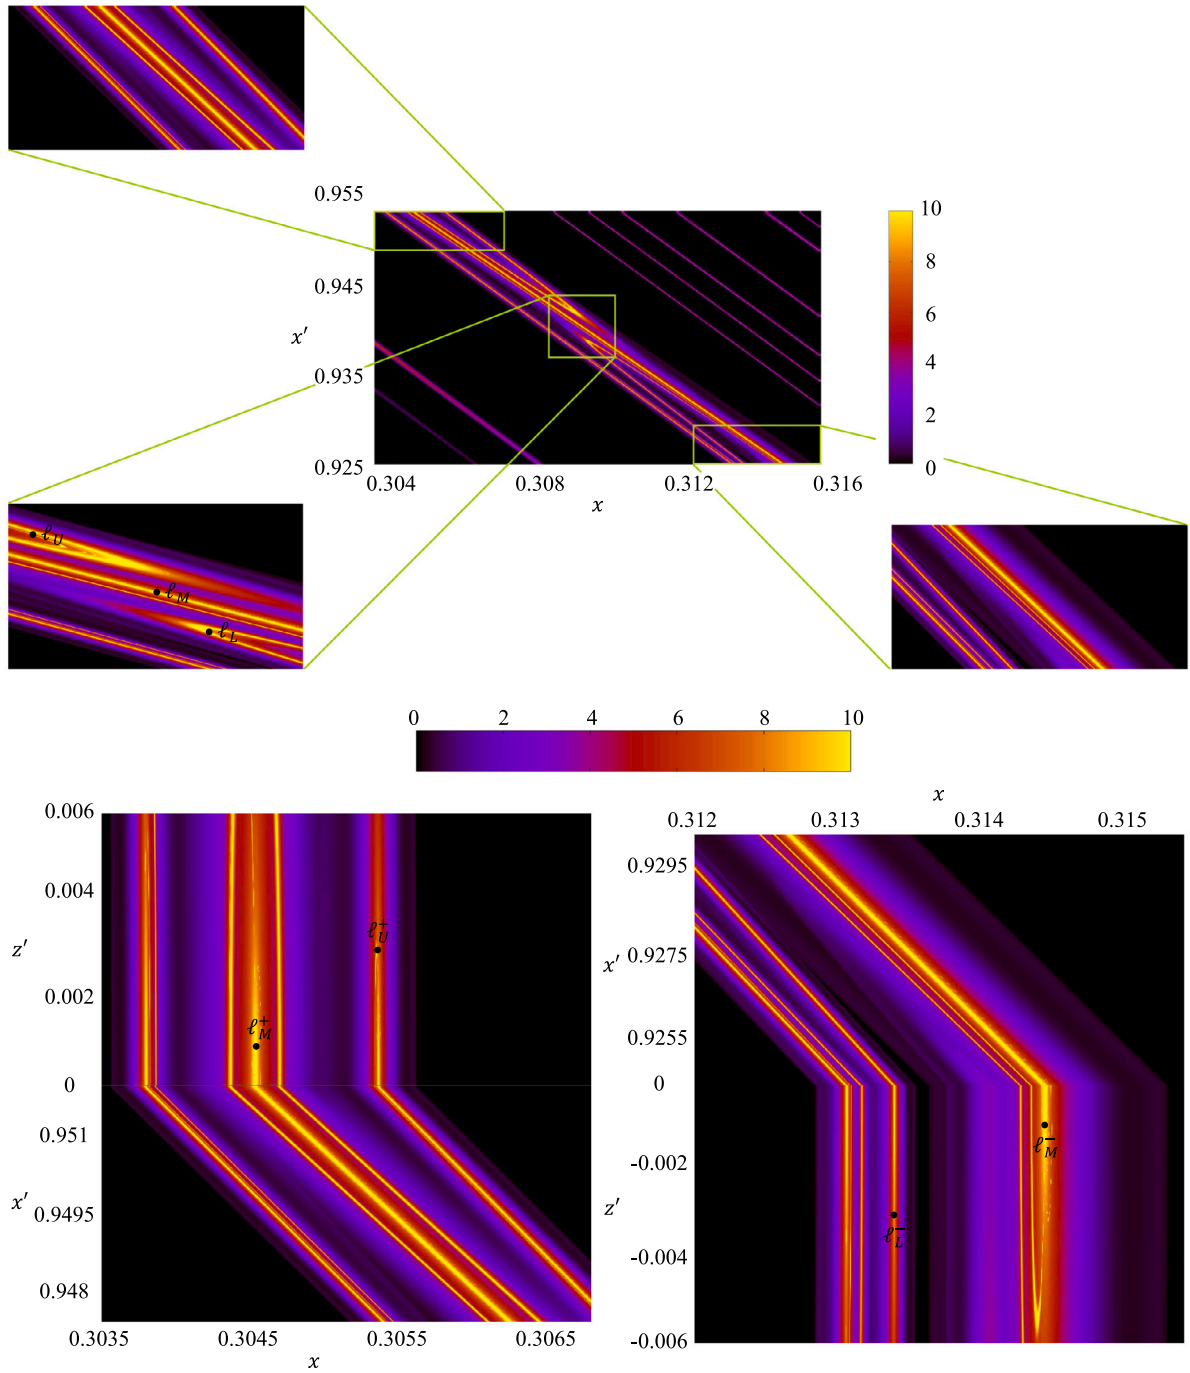 0.955
0.945
x′
0.935
0.925
0.304 0.308 0.312 0.316
x
10
8
6
4
2
0
ℓ_U
ℓ_M
ℓ_L
0 2 4 6 8 10
0.006
0.004
z′
0.002
0
0.951
x′
0.9495
0.948
0.3035 0.3045 0.3055 0.3065
x
ℓ_U^+
ℓ_M^+
x
0.312 0.313 0.314 0.315
0.9295
x′ 0.9275
0.9255
0
-0.002
z′
-0.004
-0.006
ℓ_M^−
ℓ_L^−